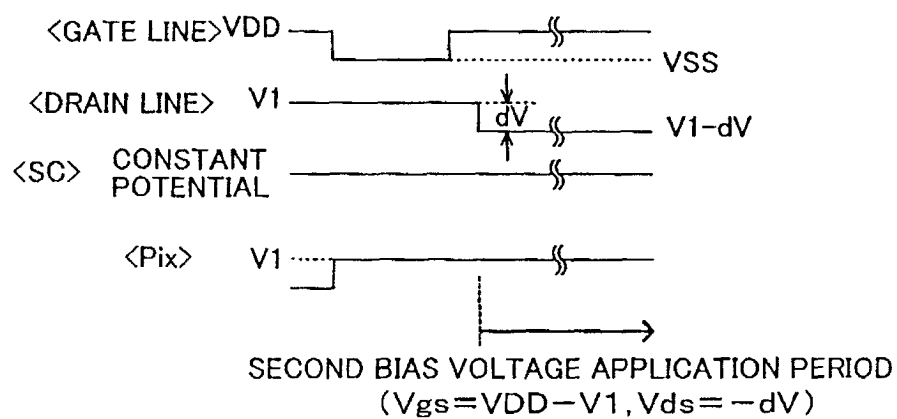 <GATE LINE> VDD
VSS
<DRAIN LINE> V1
dV
V1-dV
<SC> CONSTANT
POTENTIAL
<Pix> V1
SECOND BIAS VOLTAGE APPLICATION PERIOD
(Vgs=VDD-V1, Vds=-dV)